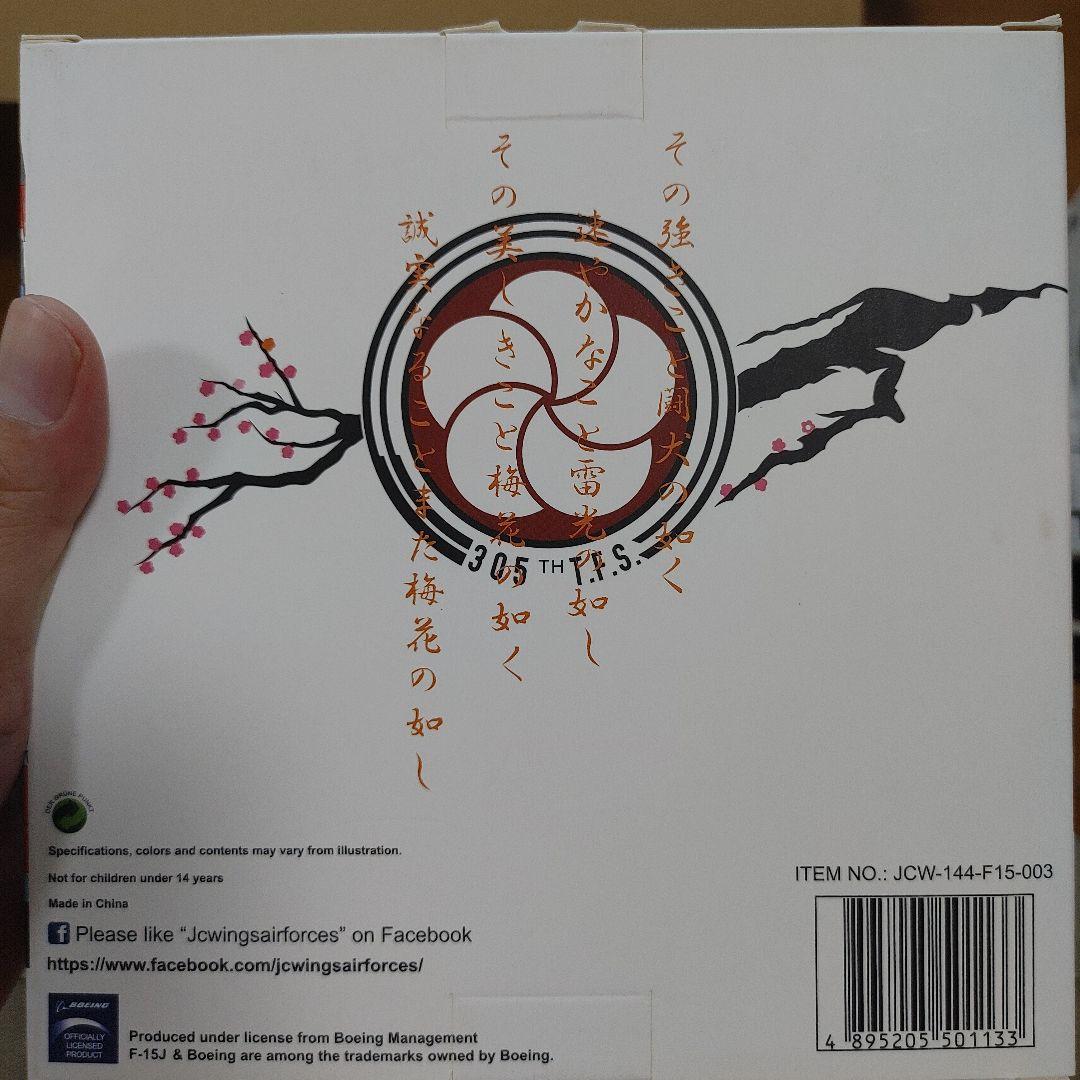 その強きこと闘犬の如く
速やかなこと雷光の如し
その美しきこと梅花の如く
誠実なることまた梅花の如し
305 TH T.F.S.
DER GRÜNE PUNKT
Specifications, colors and contents may vary from illustration.
Not for children under 14 years
Made in China
f Please like “Jcwingsairforces” on Facebook
https://www.facebook.com/jcwingsairforces/
BOEING
OFFICIALLY
LICENSED
PRODUCT
Produced under license from Boeing Management
F-15J & Boeing are among the trademarks owned by Boeing.
ITEM NO.: JCW-144-F15-003
4 895205 501133